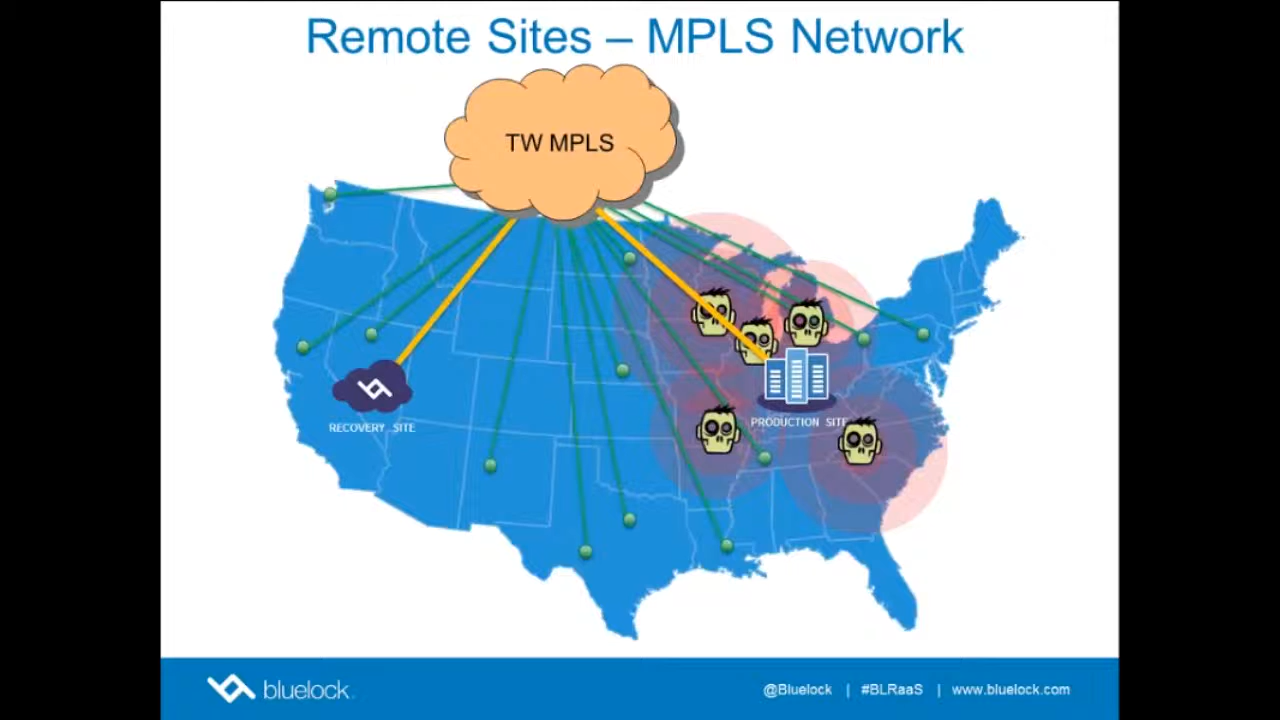 Remote Sites – MPLS Network
TW MPLS
RECOVERY SITE
PRODUCTION SITE
bluelock
@Bluelock | #BLRaaS | www.bluelock.com